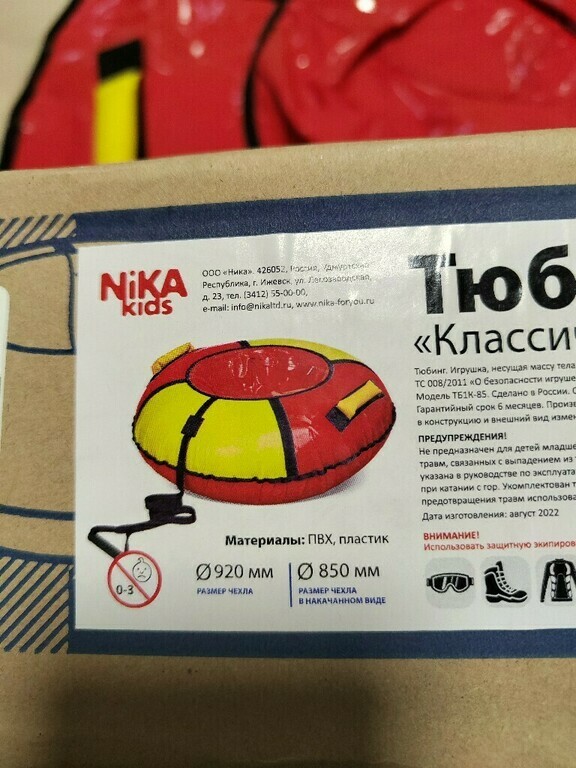 NiKA
kids
ООО «Ника». 426052, Россия, Удмуртская
Республика, г. Ижевск, ул. Лесозаводская,
д. 23, тел. (3412) 55-00-00,
e-mail: info@nikaltd.ru, www.nika-foryou.ru
Тюб
«Класси
Тюбинг. Игрушка, несущая массу тела
ТС 008/2011 «О безопасности игруше
Модель ТБ1К-85. Сделано в России. С
Гарантийный срок 6 месяцев. Произв
в конструкцию и внешний вид измен
ПРЕДУПРЕЖДЕНИЯ!
Не предназначен для детей младше
травм, связанных с выпадением из
указана в руководстве по эксплуата
при катании с гор. Укомплектован т
предотвращения травм использова
Дата изготовления: август 2022
ВНИМАНИЕ!
Использовать защитную экипиров
Материалы: ПВХ, пластик
Ø 920 мм
РАЗМЕР ЧЕХЛА
Ø 850 мм
РАЗМЕР ЧЕХЛА
В НАКАЧАННОМ ВИДЕ
0-3